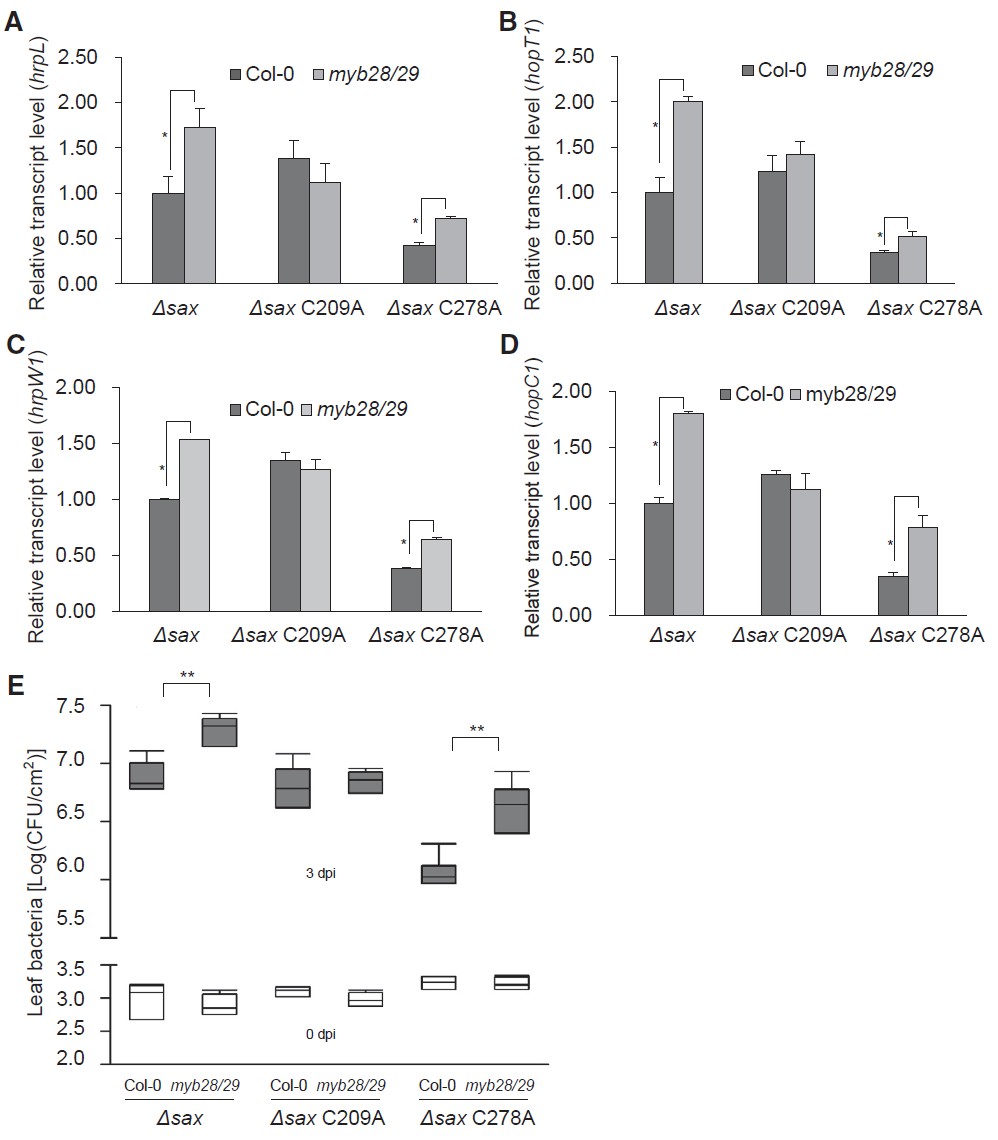 A
Relative transcript level (hrpL)
Col-0 myb28/29
2.50
2.00
1.50
1.00
0.50
0.00
*
*
Δsax Δsax C209A Δsax C278A
B
Relative transcript level (hopT1)
Col-0 myb28/29
2.50
2.00
1.50
1.00
0.50
0.00
*
*
Δsax Δsax C209A Δsax C278A
C
Relative transcript level (hrpW1)
Col-0 myb28/29
2.00
1.50
1.00
0.50
0.00
*
*
Δsax Δsax C209A Δsax C278A
D
Relative transcript level (hopC1)
Col-0 myb28/29
2.00
1.50
1.00
0.50
0.00
*
*
Δsax Δsax C209A Δsax C278A
E
Leaf bacteria [Log(CFU/cm²)]
7.5
7.0
6.5
6.0
5.5
3.5
3.0
2.5
2.0
**
**
3 dpi
0 dpi
Col-0 myb28/29 Col-0 myb28/29 Col-0 myb28/29
Δsax Δsax C209A Δsax C278A